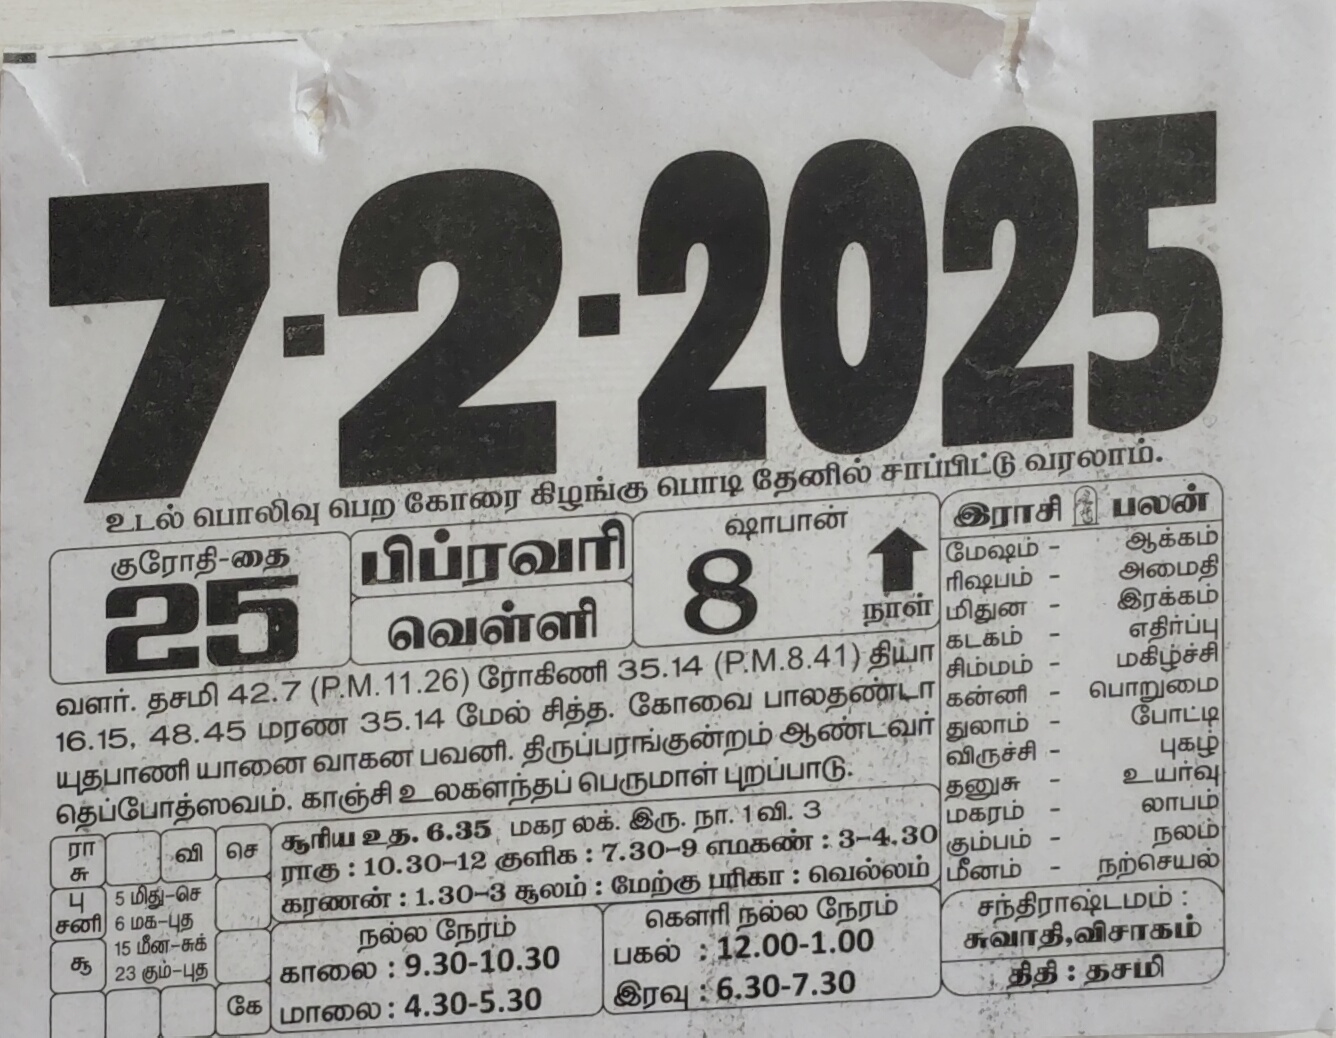 7-2-2025
உடல் பொலிவு பெற கோரை கிழங்கு பொடி தேனில் சாப்பிட்டு வரலாம்.
குரோதி-தை
25
பிப்ரவரி
வெள்ளி
ஷாபான்
8
நாள்
வளர். தசமி 42.7 (P.M.11.26) ரோகிணி 35.14 (P.M.8.41) தியா
16.15, 48.45 மரண 35.14 மேல் சித்த. கோவை பாலதண்டா
யுதபாணி யானை வாகன பவனி. திருப்பரங்குன்றம் ஆண்டவர்
தெப்போத்ஸவம். காஞ்சி உலகளந்தப் பெருமாள் புறப்பாடு.
இராசி பலன்
மேஷம் - ஆக்கம்
ரிஷபம் - அமைதி
மிதுன - இரக்கம்
கடகம் - எதிர்ப்பு
சிம்மம் - மகிழ்ச்சி
கன்னி - பொறுமை
துலாம் - போட்டி
விருச்சி - புகழ்
தனுசு - உயர்வு
மகரம் - லாபம்
கும்பம் - நலம்
மீனம் - நற்செயல்
சந்திராஷ்டமம் :
சுவாதி,விசாகம்
திதி : தசமி
ரா சு
வி
செ
பு சனி
5 மிது-செ
6 மக-புத
15 மீன-சுக்
23 கும்-புத
சூ
கே
சூரிய உத. 6.35 மகர லக். இரு. நா. 1 வி. 3
ராகு : 10.30-12 குளிக : 7.30-9 எமகண் : 3-4.30
கரணன் : 1.30-3 சூலம் : மேற்கு பரிகா : வெல்லம்
நல்ல நேரம்
காலை : 9.30-10.30
மாலை : 4.30-5.30
கௌரி நல்ல நேரம்
பகல் : 12.00-1.00
இரவு : 6.30-7.30